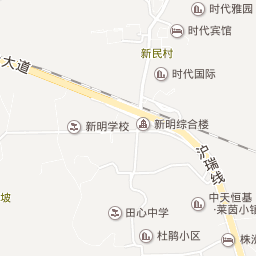 时代雅园
时代宾馆
新民村
时代国际
大道
新明学校
新明综合楼
沪瑞线
坡
中天恒基
·莱茵小镇
田心中学
杜鹃小区
株洲